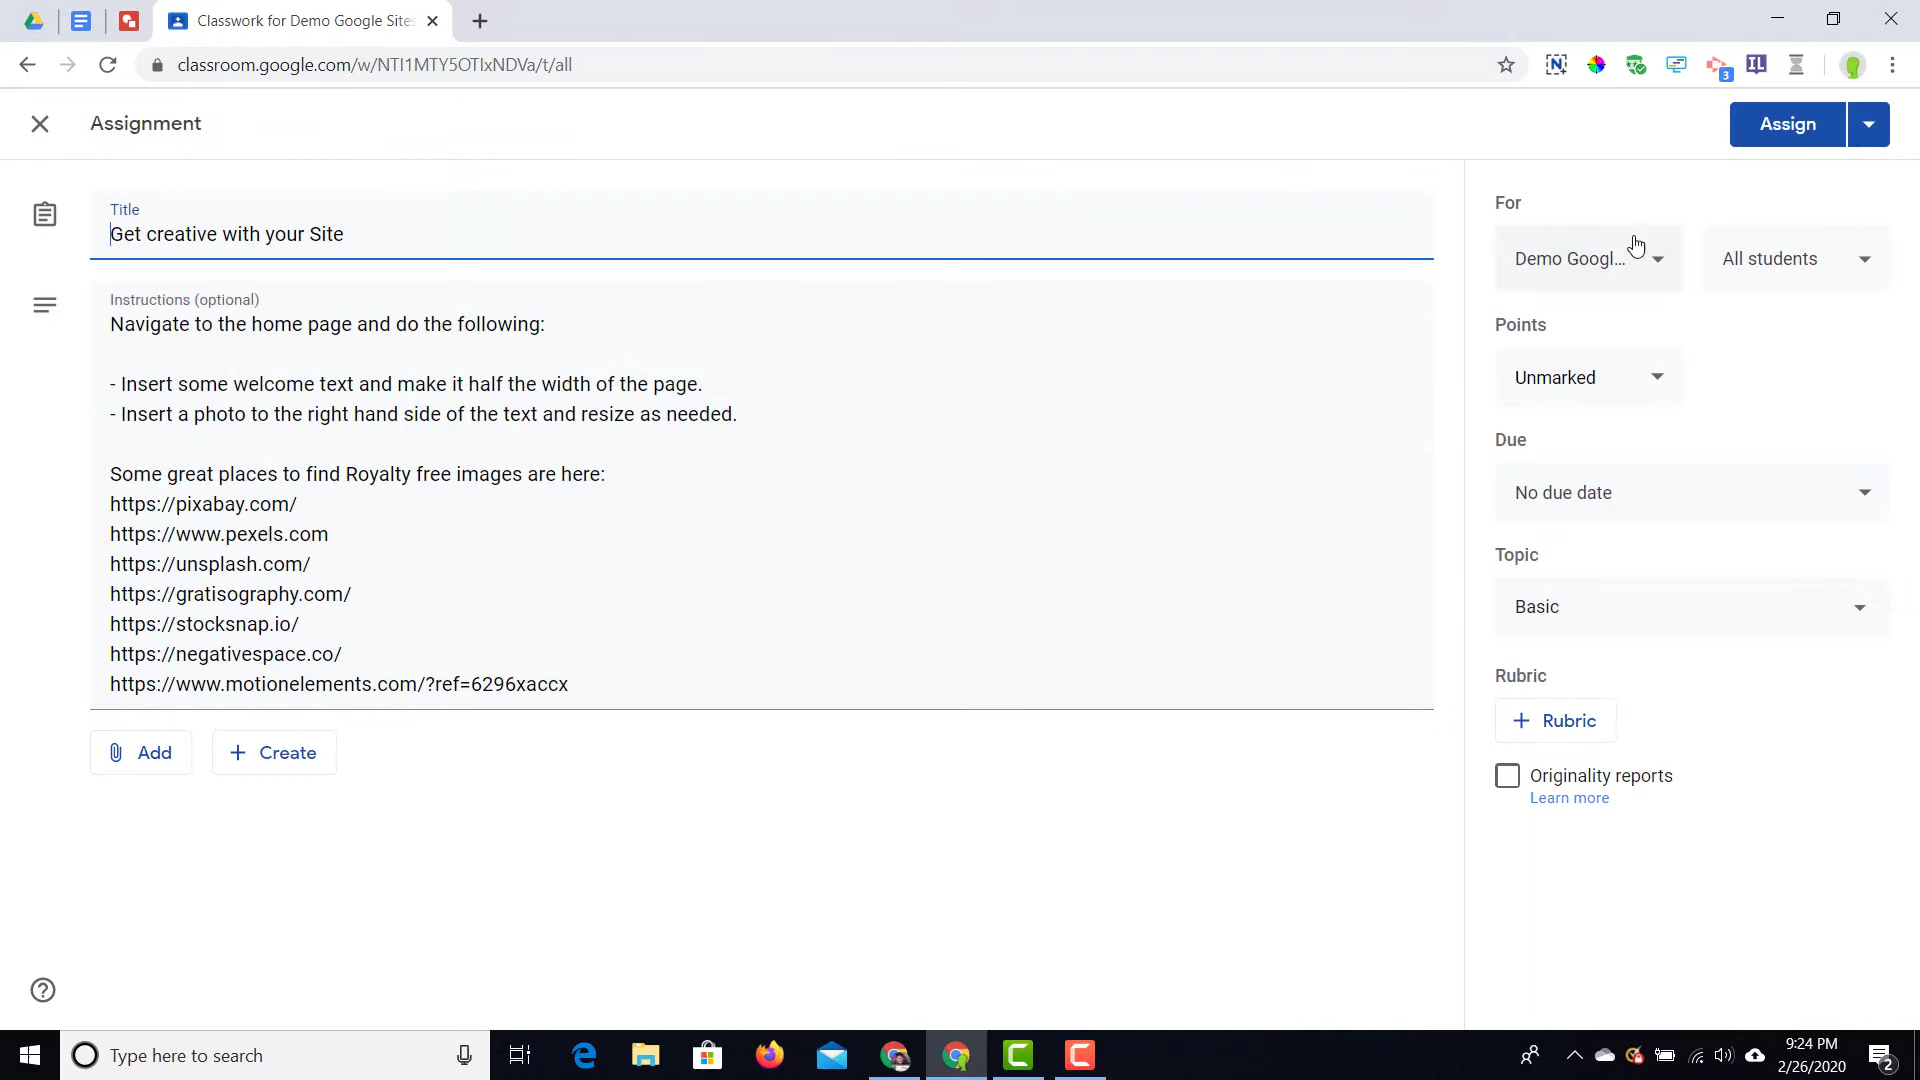 Classwork for Demo Google Sites
classroom.google.com/w/NTI1MTY5OTIxNDVa/t/all
3
IL
Assignment
Assign
Title
Get creative with your Site
Instructions (optional)
Navigate to the home page and do the following:
- Insert some welcome text and make it half the width of the page.
- Insert a photo to the right hand side of the text and resize as needed.
Some great places to find Royalty free images are here:
https://pixabay.com/
https://www.pexels.com
https://unsplash.com/
https://gratisography.com/
https://stocksnap.io/
https://negativespace.co/
https://www.motionelements.com/?ref=6296xaccx
Add
Create
For
Demo Googl...
All students
Points
Unmarked
Due
No due date
Topic
Basic
Rubric
Rubric
Originality reports
Learn more
Type here to search
9:24 PM
2/26/2020
2